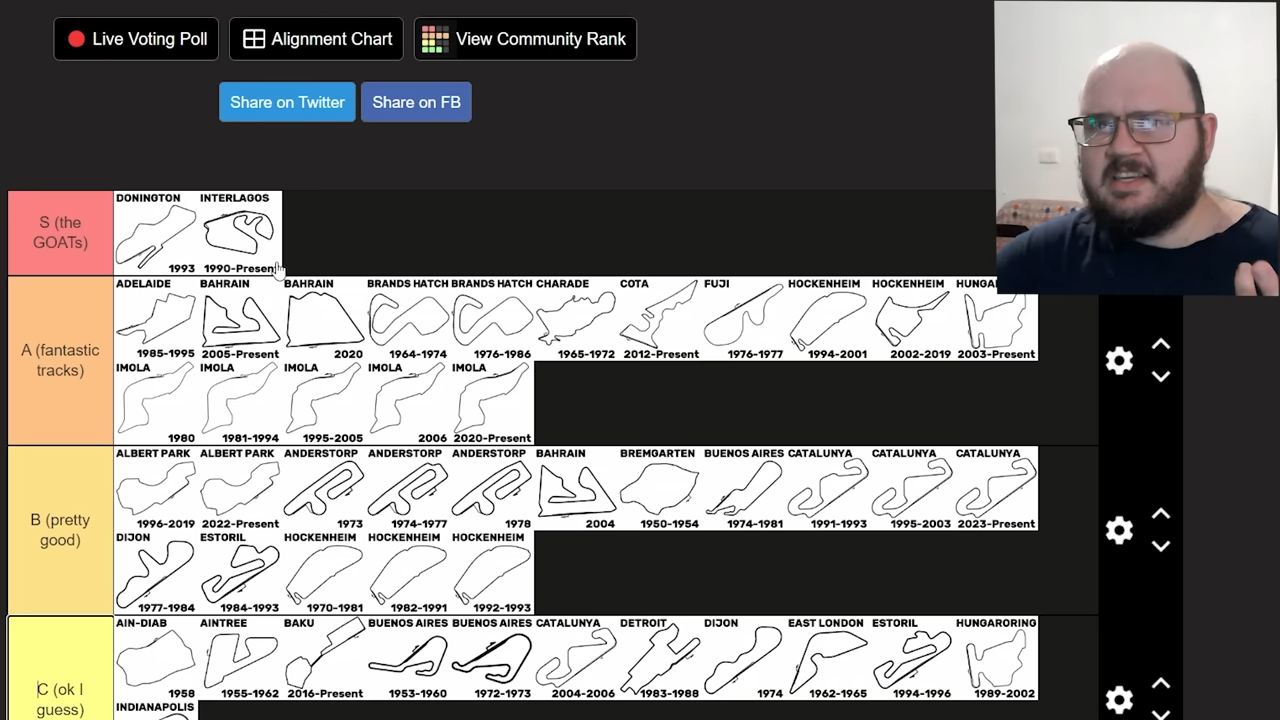 Live Voting Poll
Alignment Chart
View Community Rank
Share on Twitter
Share on FB
S (the
GOATs)
DONINGTON
1993
INTERLAGOS
1990-Present
A (fantastic
tracks)
ADELAIDE
1985-1995
BAHRAIN
2005-Present
BAHRAIN
2020
BRANDS HATCH
1964-1974
BRANDS HATCH
1976-1986
CHARADE
1965-1972
COTA
2012-Present
FUJI
1976-1977
HOCKENHEIM
1994-2001
HOCKENHEIM
2002-2019
2003-Present
IMOLA
1980
IMOLA
1981-1994
IMOLA
1995-2005
IMOLA
2006
IMOLA
2020-Present
B (pretty
good)
ALBERT PARK
1996-2019
ALBERT PARK
2022-Present
ANDERSTORP
1973
ANDERSTORP
1974-1977
ANDERSTORP
1978
BAHRAIN
2004
BREMGARTEN
1950-1954
BUENOS AIRES
1974-1981
CATALUNYA
1991-1993
CATALUNYA
1995-2003
CATALUNYA
2023-Present
DIJON
1977-1984
ESTORIL
1984-1993
HOCKENHEIM
1970-1981
HOCKENHEIM
1982-1991
HOCKENHEIM
1992-1993
C (ok I
guess)
AIN-DIAB
1958
AINTREE
1955-1962
BAKU
2016-Present
BUENOS AIRES
1953-1960
BUENOS AIRES
1972-1973
CATALUNYA
2004-2006
DETROIT
1983-1988
DIJON
1974
EAST LONDON
1962-1965
ESTORIL
1994-1996
HUNGARORING
1989-2002
INDIANAPOLIS